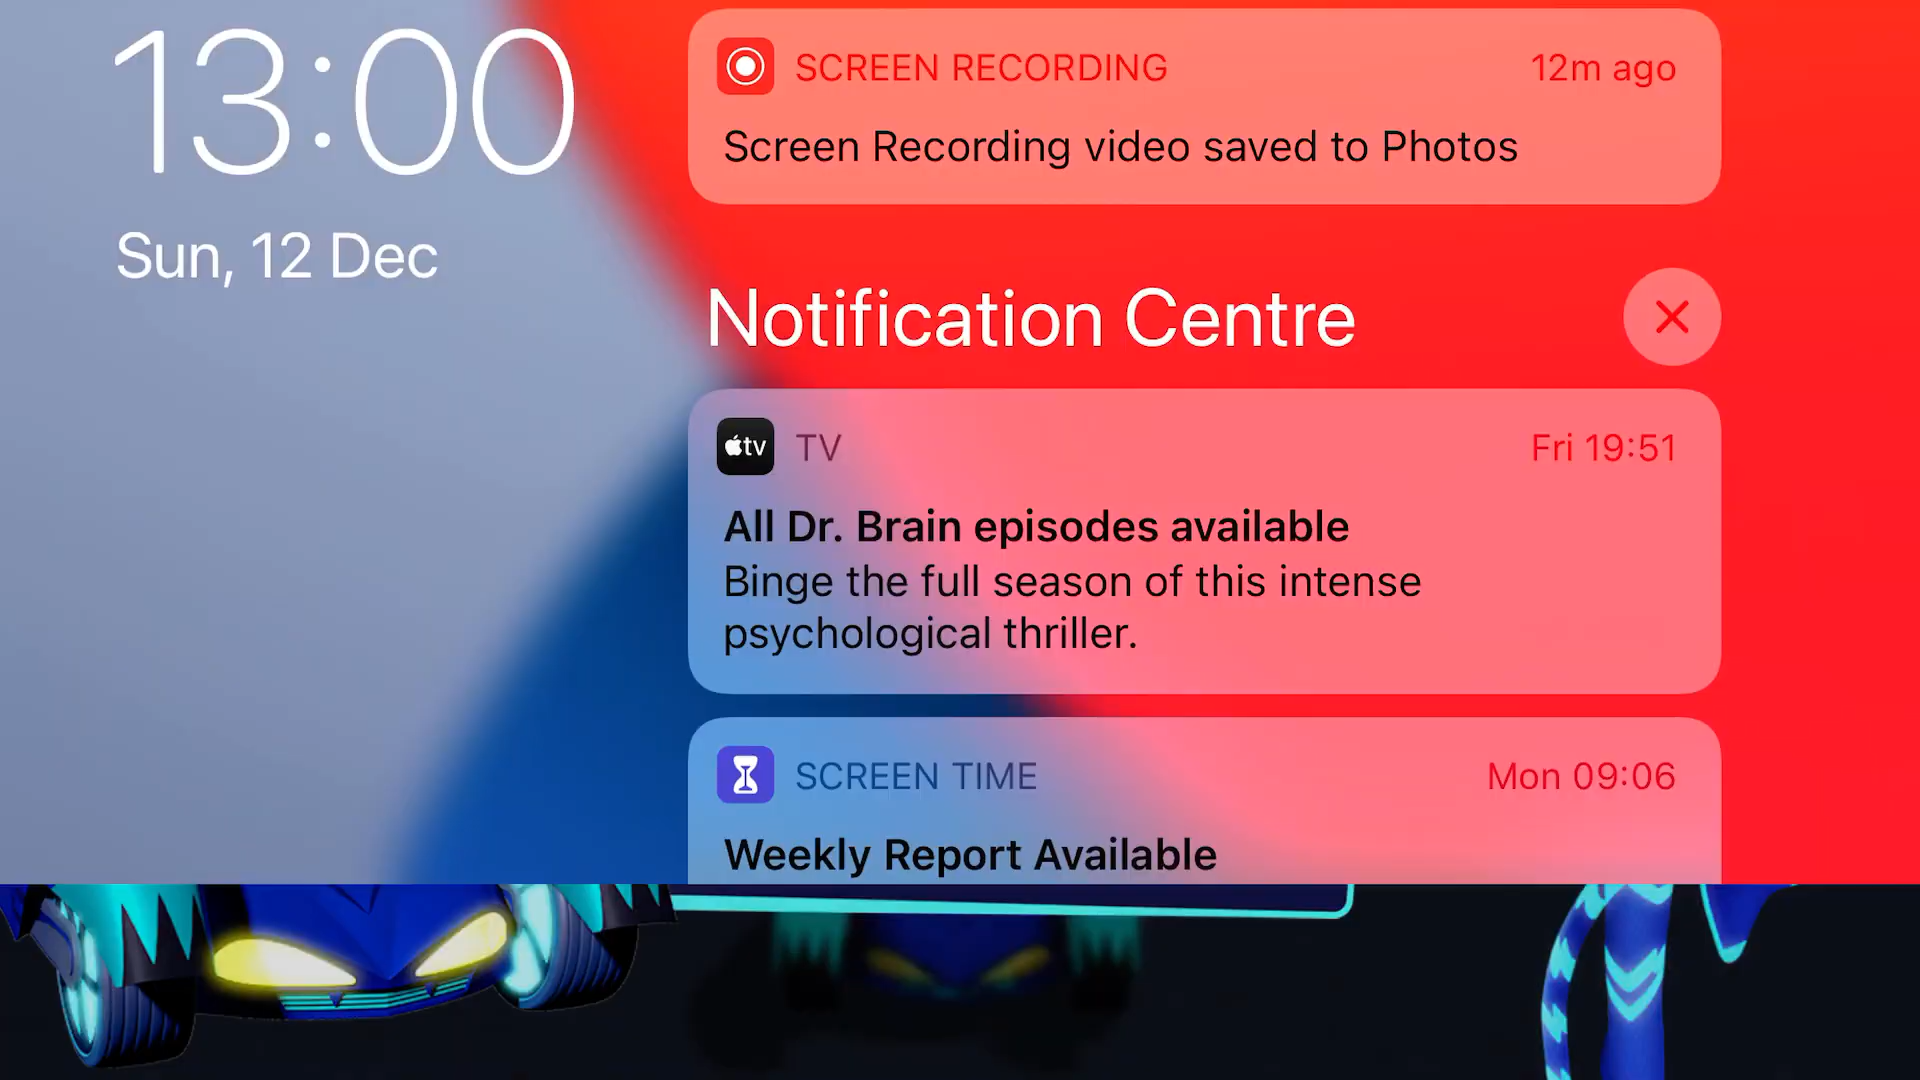 13:00
Sun, 12 Dec
SCREEN RECORDING
12m ago
Screen Recording video saved to Photos
Notification Centre
tv
TV
Fri 19:51
All Dr. Brain episodes available
Binge the full season of this intense
psychological thriller.
SCREEN TIME
Mon 09:06
Weekly Report Available